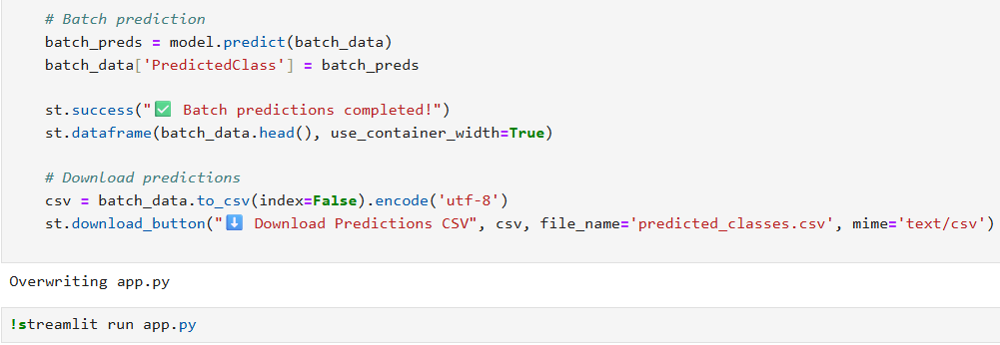 # Batch prediction
batch_preds = model.predict(batch_data)
batch_data['PredictedClass'] = batch_preds
st.success("✅ Batch predictions completed!")
st.dataframe(batch_data.head(), use_container_width=True)
# Download predictions
csv = batch_data.to_csv(index=False).encode('utf-8')
st.download_button("⬇️ Download Predictions CSV", csv, file_name='predicted_classes.csv', mime='text/csv')
Overwriting app.py
!streamlit run app.py